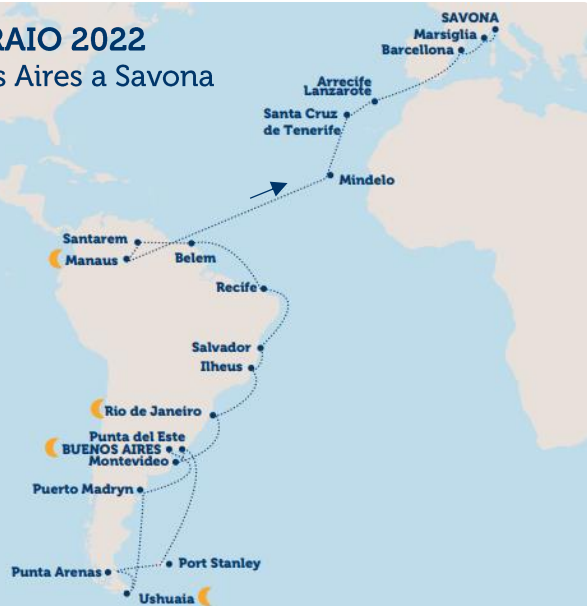 RAIO 2022
s Aires a Savona
SAVONA
Marsiglia
Barcellona
Arrecife
Lanzarote
Santa Cruz
de Tenerife
Mindelo
Santarem
Manaus
Belem
Recife
Salvador
Ilheus
Rio de Janeiro
Punta del Este
BUENOS AIRES
Montevideo
Puerto Madryn
Port Stanley
Punta Arenas
Ushuaia